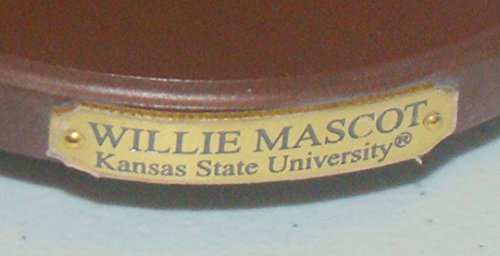 WILLIE MASCOT
Kansas State University®